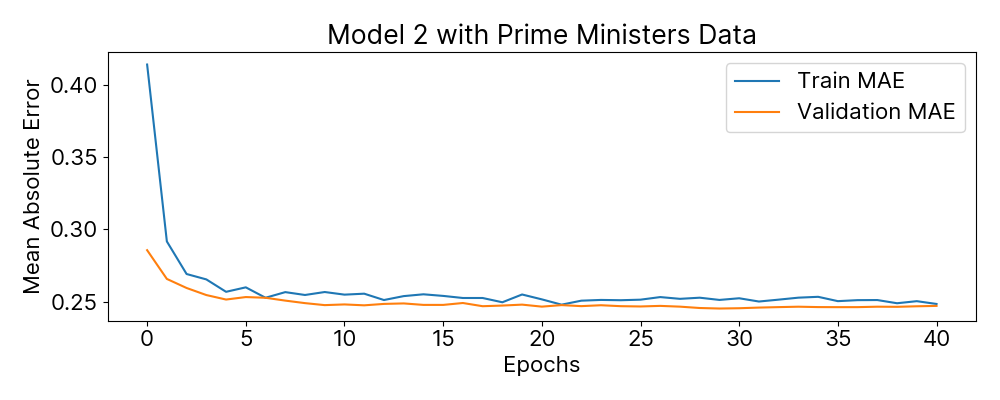 Model 2 with Prime Ministers Data
Mean Absolute Error
0.40
0.35
0.30
0.25
Train MAE
Validation MAE
0 5 10 15 20 25 30 35 40
Epochs